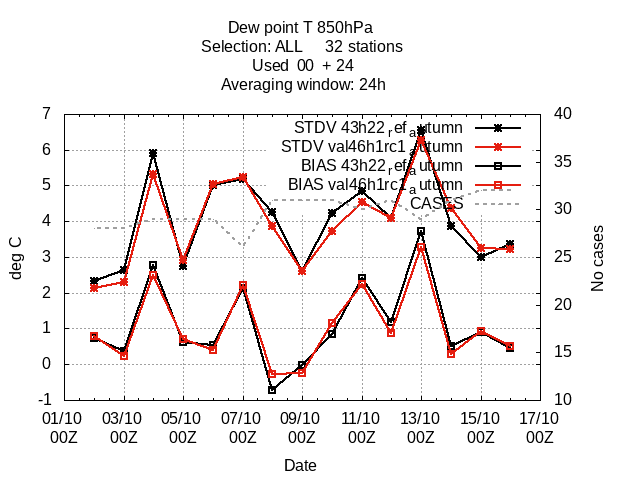 Dew point T 850hPa
Selection: ALL     32 stations
Used  00  + 24
Averaging window: 24h
7 40
STDV 43h22_ref_autumn
6 STDV val46h1rc1_autumn
35
BIAS 43h22_ref_autumn
5 BIAS val46h1rc1_autumn
CASES
30
4
deg C
3 25
No cases
2
20
1
15
0
-1 10
01/10 03/10 05/10 07/10 09/10 11/10 13/10 15/10 17/10
00Z 00Z 00Z 00Z 00Z 00Z 00Z 00Z 00Z
Date